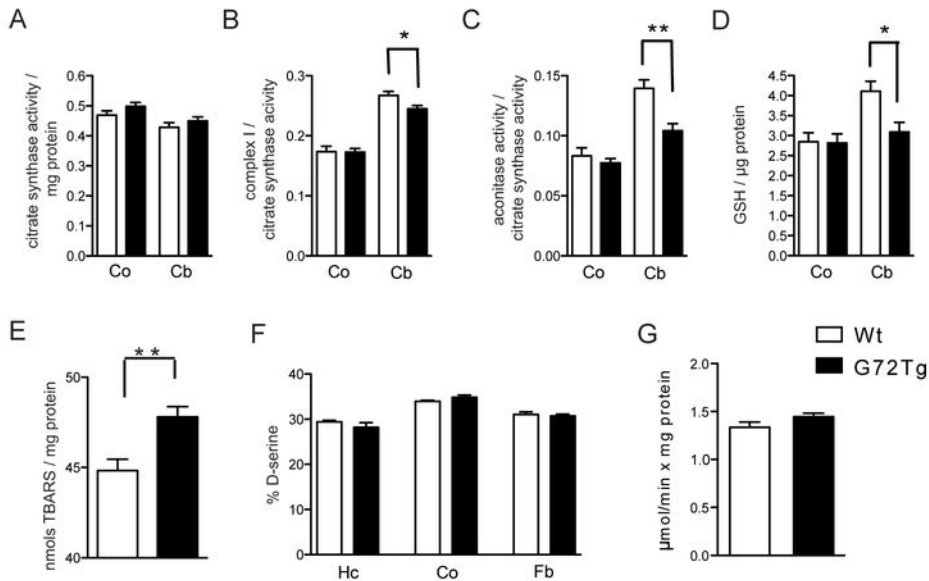 A
citrate synthase activity /
mg protein
0.6
0.5
0.4
0.3
0.2
0.1
0.0
Co
Cb
B
complex I /
citrate synthase activity
0.3
0.2
0.1
0.0
*
Co
Cb
C
aconitase activity /
citrate synthase activity
0.15
0.10
0.05
0.00
**
Co
Cb
D
GSH / µg protein
4.5
4.0
3.5
3.0
2.5
2.0
1.5
1.0
0.5
0.0
*
Co
Cb
E
nmols TBARS / mg protein
50
45
40
**
F
% D-serine
40
30
20
10
0
Hc
Co
Fb
G
µmol/min x mg protein
2.0
1.5
1.0
0.5
0.0
Wt
G72Tg